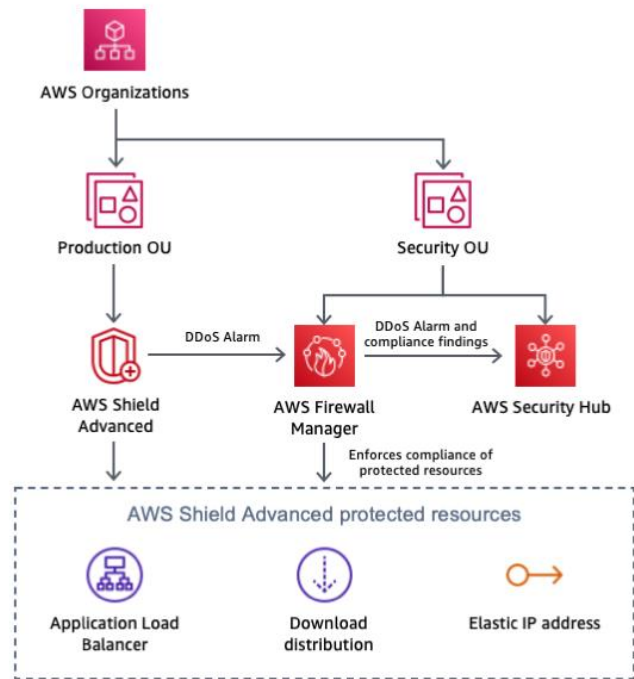 AWS Organizations
Production OU
Security OU
DDoS Alarm
DDoS Alarm and
compliance findings
AWS Shield
Advanced
AWS Firewall
Manager
AWS Security Hub
Enforces compliance of
protected resources
AWS Shield Advanced protected resources
Application Load
Balancer
Download
distribution
Elastic IP address